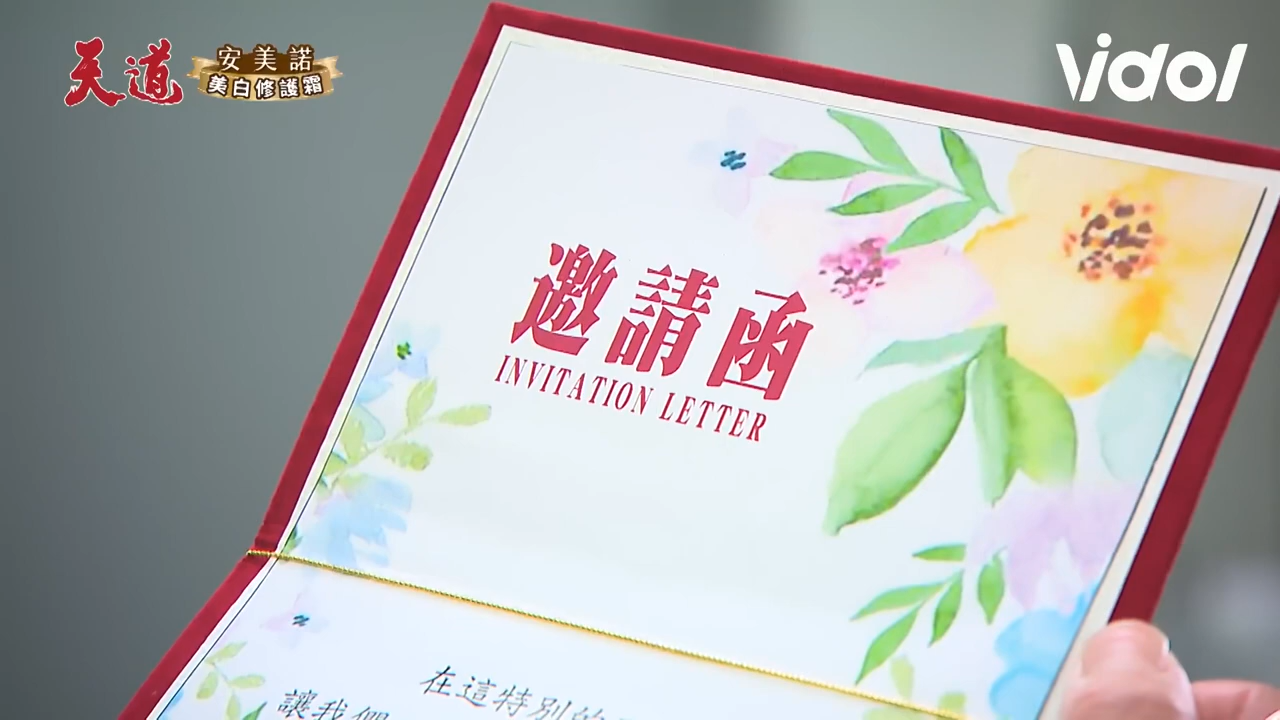 天道
安美諾
美白修護霜
vidol
邀請函
INVITATION LETTER
在這特別的
讓我們